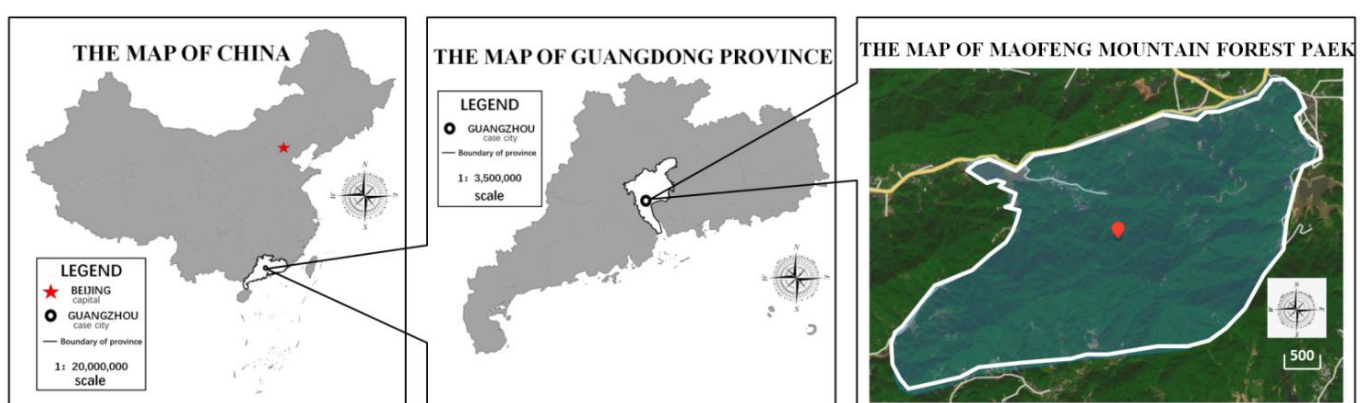 THE MAP OF CHINA
N
W
S
LEGEND
BEIJING
capital
GUANGZHOU
case city
Boundary of province
1: 20,000,000
scale
THE MAP OF GUANGDONG PROVINCE
LEGEND
GUANGZHOU
case city
Boundary of province
1: 3,500,000
scale
N
W
S
THE MAP OF MAOFENG MOUNTAIN FOREST PAEK
N
S
500